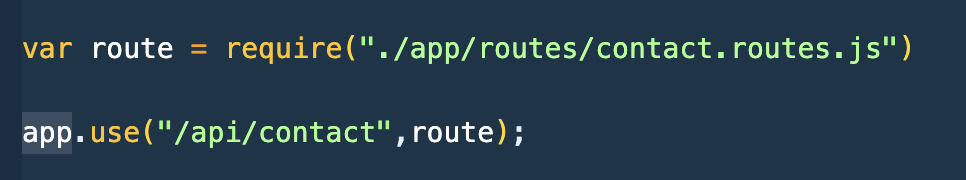 var route = require("./app/routes/contact.routes.js")
app.use("/api/contact",route);